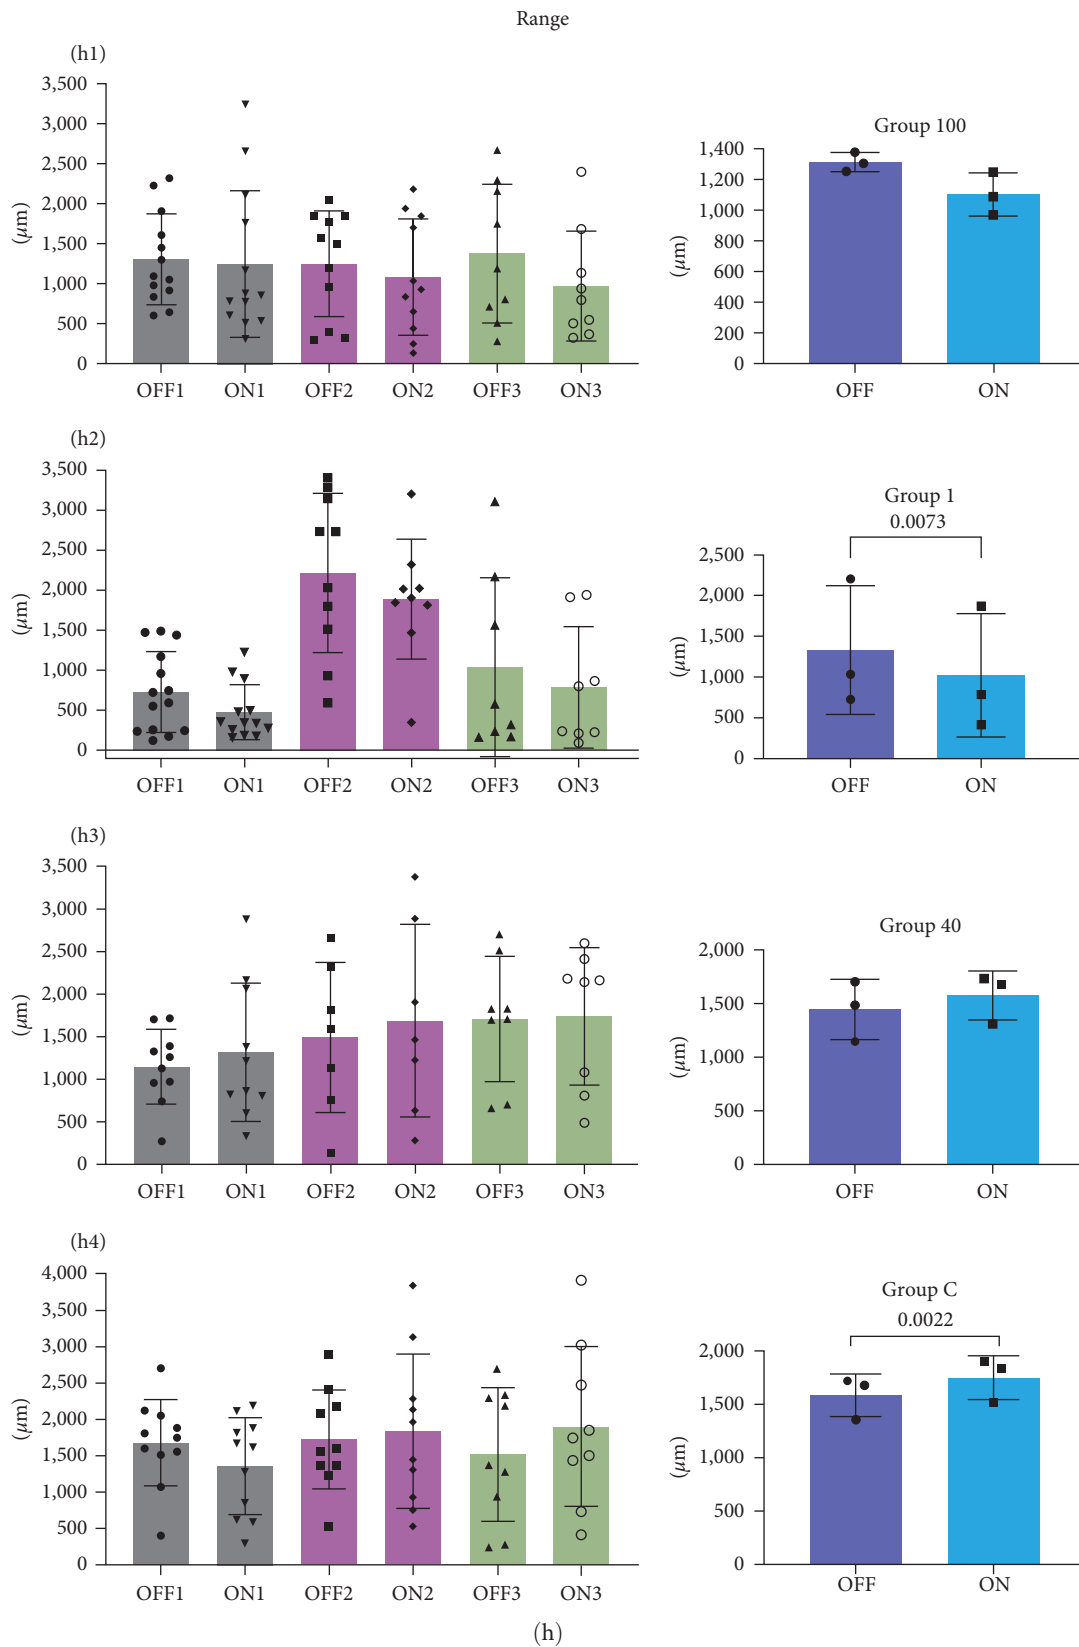 Range
(h1)
3,500
3,000
2,500
2,000
1,500
1,000
500
0
(μm)
OFF1 ON1 OFF2 ON2 OFF3 ON3
Group 100
1,400
1,200
1,000
800
600
400
200
0
(μm)
OFF ON
(h2)
3,500
3,000
2,500
2,000
1,500
1,000
500
0
(μm)
OFF1 ON1 OFF2 ON2 OFF3 ON3
Group 1
0.0073
2,500
2,000
1,500
1,000
500
0
(μm)
OFF ON
(h3)
3,500
3,000
2,500
2,000
1,500
1,000
500
0
(μm)
OFF1 ON1 OFF2 ON2 OFF3 ON3
Group 40
2,000
1,500
1,000
500
0
(μm)
OFF ON
(h4)
4,000
3,500
3,000
2,500
2,000
1,500
1,000
500
0
(μm)
OFF1 ON1 OFF2 ON2 OFF3 ON3
Group C
0.0022
2,000
1,500
1,000
500
0
(μm)
OFF ON
(h)